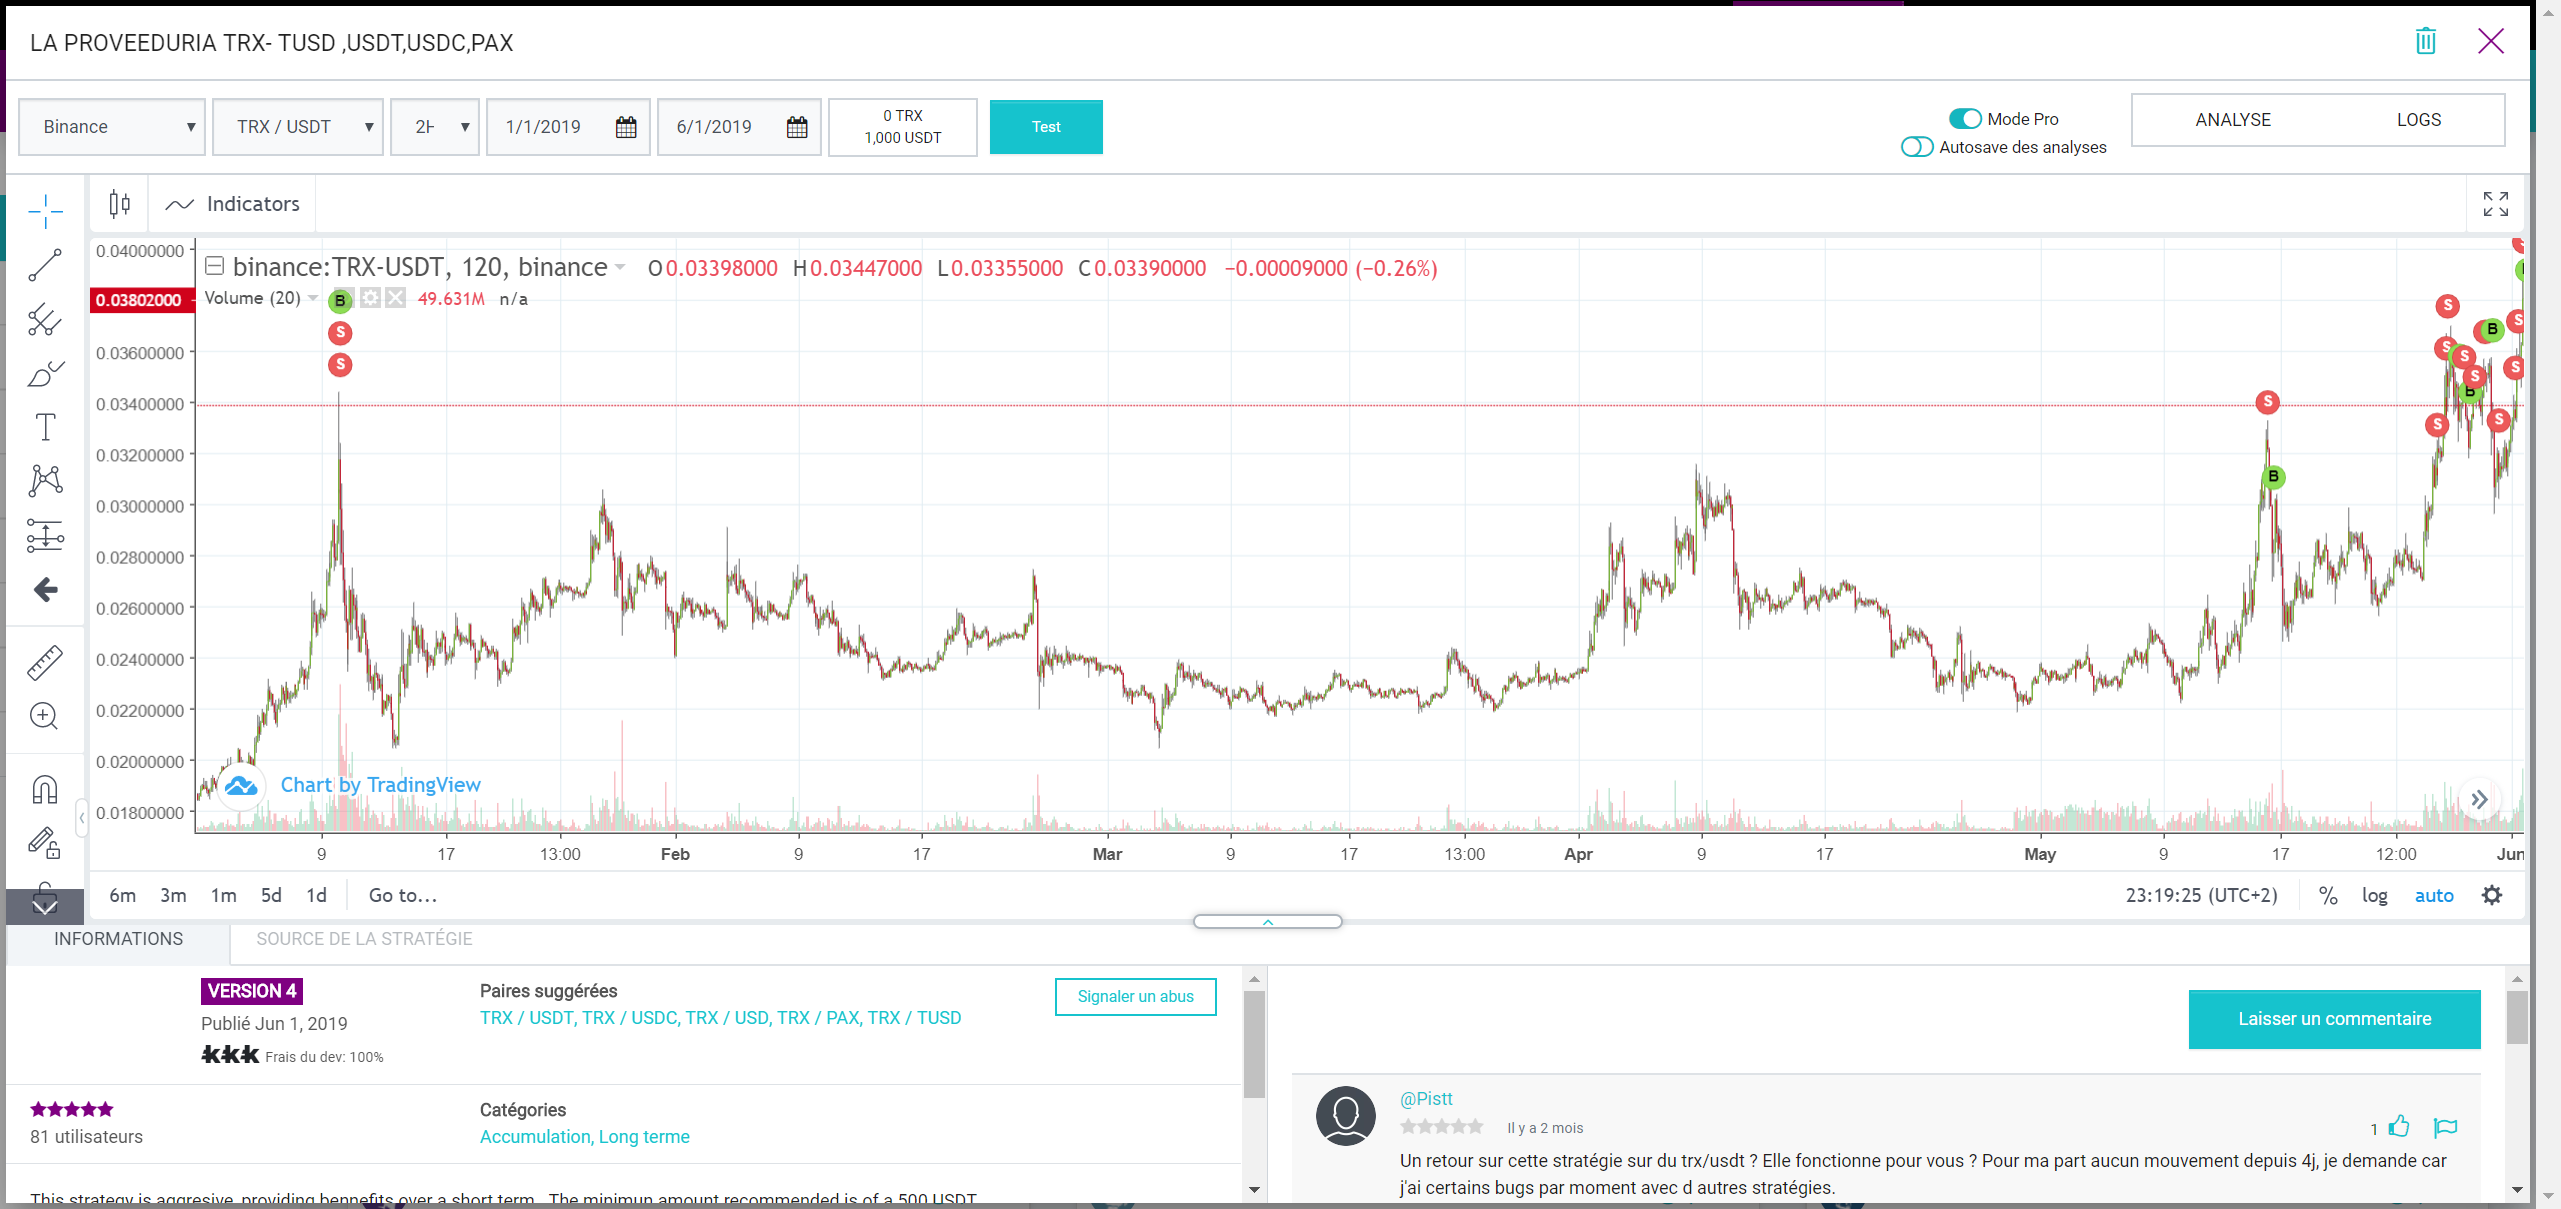 LA PROVEEDURIA TRX- TUSD ,USDT,USDC,PAX
Binance
TRX / USDT
2H
1/1/2019
6/1/2019
0 TRX
1,000 USDT
Test
Mode Pro
Autosave des analyses
ANALYSE
LOGS
Indicators
binance:TRX-USDT, 120, binance O0.03398000 H0.03447000 L0.03355000 C0.03390000 −0.00009000 (−0.26%)
Volume (20) 49.631M n/a
0.04000000
0.03802000
0.03600000
0.03400000
0.03200000
0.03000000
0.02800000
0.02600000
0.02400000
0.02200000
0.02000000
0.01800000
B
S
S
S
B
S
S
S
S
B
S
B
S
S
S
Chart by TradingView
9 17 13:00 Feb 9 17 Mar 9 17 13:00 Apr 9 17 May 9 17 12:00 Jun
6m 3m 1m 5d 1d Go to...
23:19:25 (UTC+2) % log auto
INFORMATIONS
SOURCE DE LA STRATÉGIE
VERSION 4
Publié Jun 1, 2019
kkk Frais du dev: 100%
Paires suggérées
TRX / USDT, TRX / USDC, TRX / USD, TRX / PAX, TRX / TUSD
Signaler un abus
81 utilisateurs
Catégories
Accumulation, Long terme
This strategy is aggresive, providing bennefits over a short term. The minimun amount recommended is of a 500 USDT
Laisser un commentaire
@Pistt
Il y a 2 mois
1
Un retour sur cette stratégie sur du trx/usdt ? Elle fonctionne pour vous ? Pour ma part aucun mouvement depuis 4j, je demande car
j'ai certains bugs par moment avec d autres stratégies.